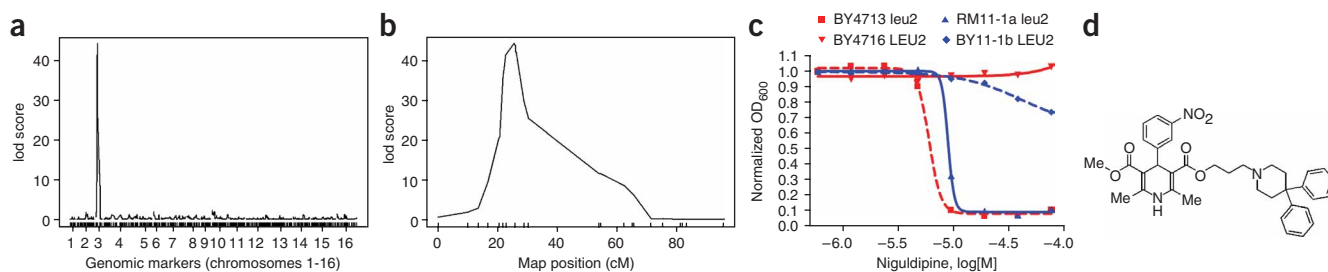 a
lod score
40
30
20
10
0
1 2 3 4 5 6 7 8 9 10 12 13 14 15 16
Genomic markers (chromosomes 1-16)
b
lod score
40
30
20
10
0
0 20 40 60 80
Map position (cM)
c
BY4713 leu2
BY4716 LEU2
RM11-1a leu2
BY11-1b LEU2
Normalized OD600
1.1
1.0
0.9
0.8
0.7
0.6
0.5
0.4
0.3
0.2
0.1
0
–6.0 –5.5 –5.0 –4.5 –4.0
Niguldipine, log[M]
d
NO2
O O
MeO O N
Me N Me
H